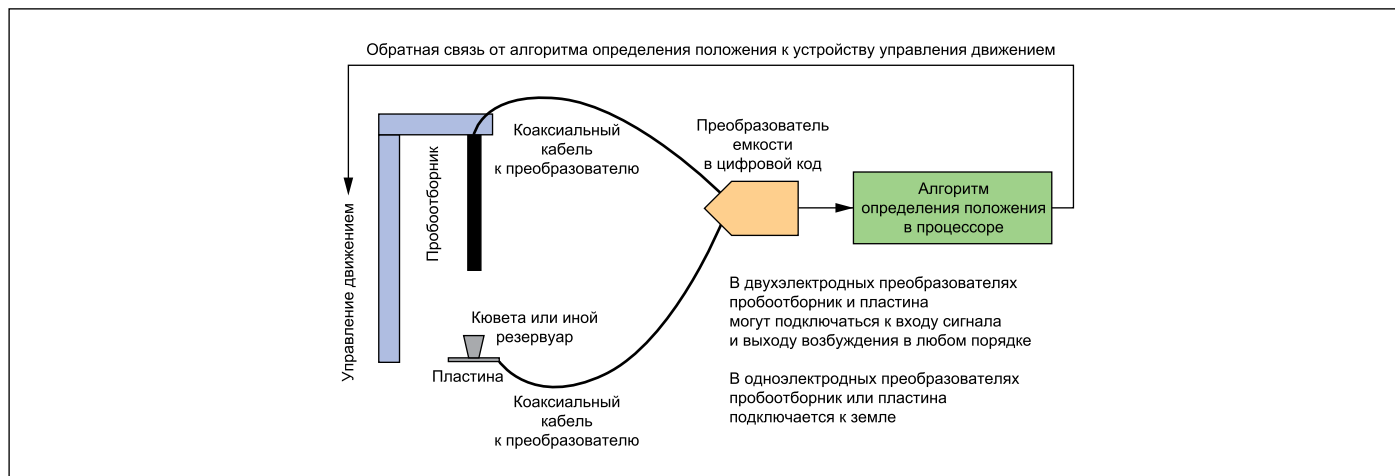 Обратная связь от алгоритма определения положения к устройству управления движением
Коаксиальный
кабель
к преобразователю
Преобразователь
емкости
в цифровой код
Пробоотборник
Управление движением
Алгоритм
определения положения
в процессоре
Кювета или иной
резервуар
Пластина
Коаксиальный
кабель
к преобразователю
В двухэлектродных преобразователях
пробоотборник и пластина
могут подключаться к входу сигнала
и выходу возбуждения в любом порядке
В одноэлектродных преобразователях
пробоотборник или пластина
подключается к земле